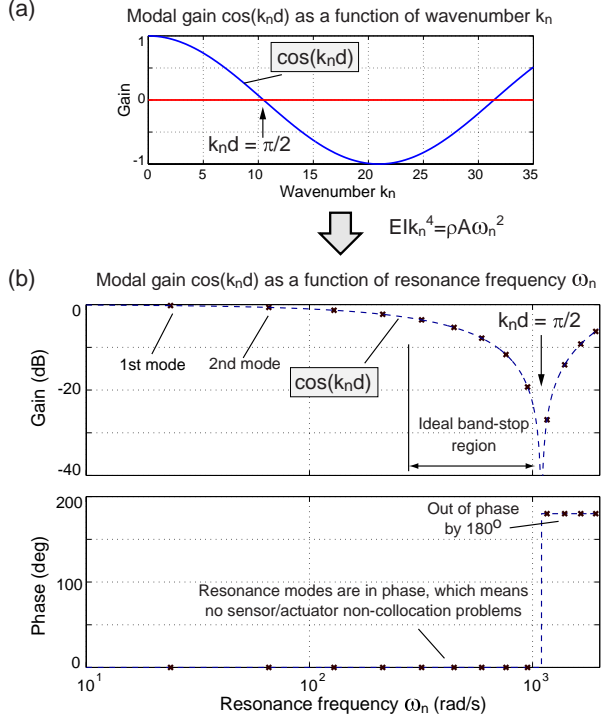 (a)
Modal gain cos(kₙd) as a function of wavenumber kₙ
1
0
-1
Gain
cos(kₙd)
kₙd = π/2
0 5 10 15 20 25 30 35
Wavenumber kₙ
EIkₙ⁴=ρAωₙ²
(b)
Modal gain cos(kₙd) as a function of resonance frequency ωₙ
0
-20
-40
Gain (dB)
1st mode
2nd mode
cos(kₙd)
kₙd = π/2
Ideal band-stop
region
200
100
0
Phase (deg)
Out of phase
by 180º
Resonance modes are in phase, which means
no sensor/actuator non-collocation problems
10¹ 10² 10³
Resonance frequency ωₙ (rad/s)